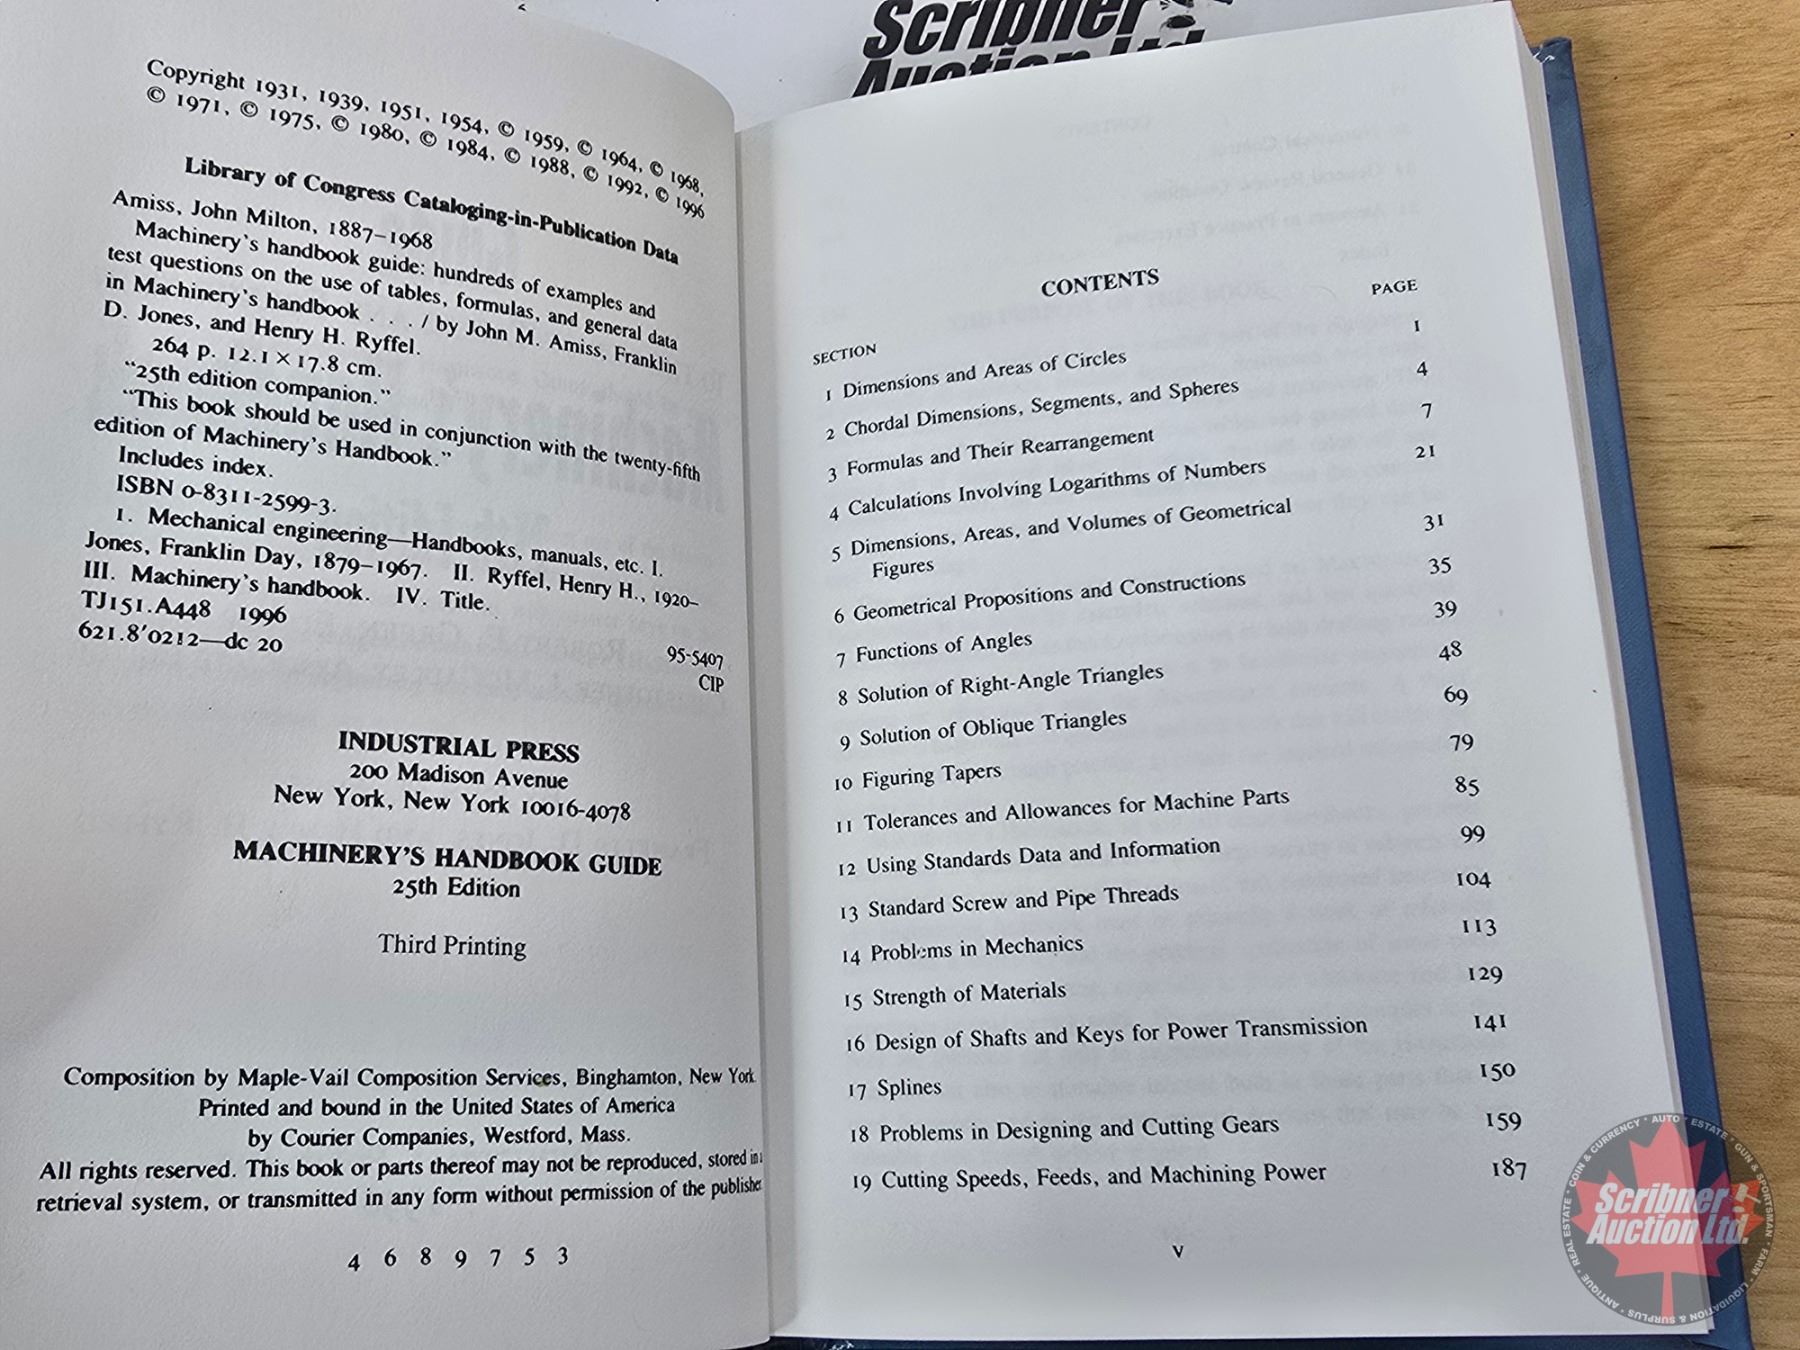 Scribner
Auction Ltd.
Copyright 1931, 1939, 1951, 1954, © 1959, © 1964, © 1968,
© 1971, © 1975, © 1980, © 1984, © 1988, © 1992, © 1996
Library of Congress Cataloging-in-Publication Data
Amiss, John Milton, 1887–1968
Machinery's handbook guide: hundreds of examples and
test questions on the use of tables, formulas, and general data
in Machinery's handbook . . . / by John M. Amiss, Franklin
D. Jones, and Henry H. Ryffel.
264 p. 12.1 × 17.8 cm.
"25th edition companion."
"This book should be used in conjunction with the twenty-fifth
edition of Machinery's Handbook."
Includes index.
ISBN 0-8311-2599-3.
1. Mechanical engineering—Handbooks, manuals, etc. I.
Jones, Franklin Day, 1879–1967. II. Ryffel, Henry H., 1920–
III. Machinery's handbook. IV. Title.
TJ151.A448 1996
621.8'0212—dc 20
95-5407
CIP
INDUSTRIAL PRESS
200 Madison Avenue
New York, New York 10016-4078
MACHINERY'S HANDBOOK GUIDE
25th Edition
Third Printing
Composition by Maple-Vail Composition Services, Binghamton, New York.
Printed and bound in the United States of America
by Courier Companies, Westford, Mass.
All rights reserved. This book or parts thereof may not be reproduced, stored in a
retrieval system, or transmitted in any form without permission of the publisher.
4 6 8 9 7 5 3
CONTENTS
SECTION PAGE
1 Dimensions and Areas of Circles 1
2 Chordal Dimensions, Segments, and Spheres 4
3 Formulas and Their Rearrangement 7
4 Calculations Involving Logarithms of Numbers 21
5 Dimensions, Areas, and Volumes of Geometrical
Figures 31
6 Geometrical Propositions and Constructions 35
7 Functions of Angles 39
8 Solution of Right-Angle Triangles 48
9 Solution of Oblique Triangles 69
10 Figuring Tapers 79
11 Tolerances and Allowances for Machine Parts 85
12 Using Standards Data and Information 99
13 Standard Screw and Pipe Threads 104
14 Problems in Mechanics 113
15 Strength of Materials 129
16 Design of Shafts and Keys for Power Transmission 141
17 Splines 150
18 Problems in Designing and Cutting Gears 159
19 Cutting Speeds, Feeds, and Machining Power 187
v
AUTO · ESTATE · GUN & SPORTSMAN · FARM · LIQUIDATION & SURPLUS · ANTIQUE · REAL ESTATE · COIN & CURRENCY
Scribner
Auction Ltd.